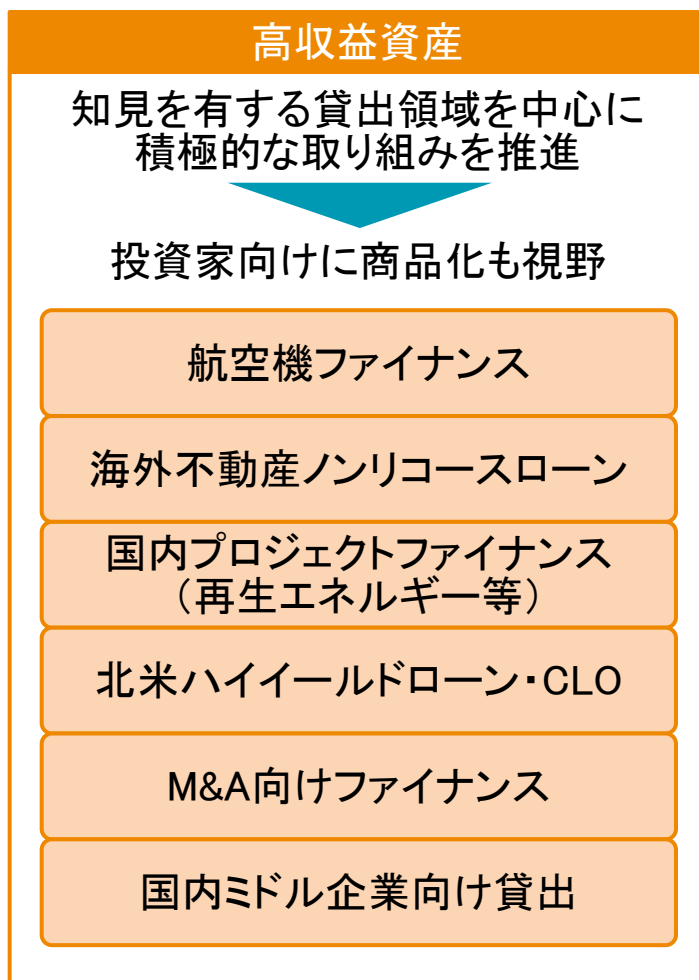 高収益資産
知見を有する貸出領域を中心に
積極的な取り組みを推進
投資家向けに商品化も視野
航空機ファイナンス
海外不動産ノンリコースローン
国内プロジェクトファイナンス
（再生エネルギー等）
北米ハイイールドローン・CLO
M&A向けファイナンス
国内ミドル企業向け貸出